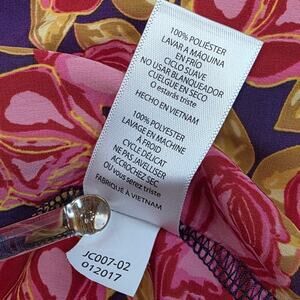 100% POLIÉSTER
LAVAR A MÁQUINA
EN FRÍO
CICLO SUAVE
NO USAR BLANQUEADOR
CUELGUE EN SECO
O estarás triste
HECHO EN VIETNAM
100% POLYESTER
LAVAGE EN MACHINE
À FROID
CYCLE DÉLICAT
NE PAS JAVELLISER
ACCROCHEZ SEC
OU vous serez triste
FABRIQUÉ À VIETNAM
JC007-02
012017